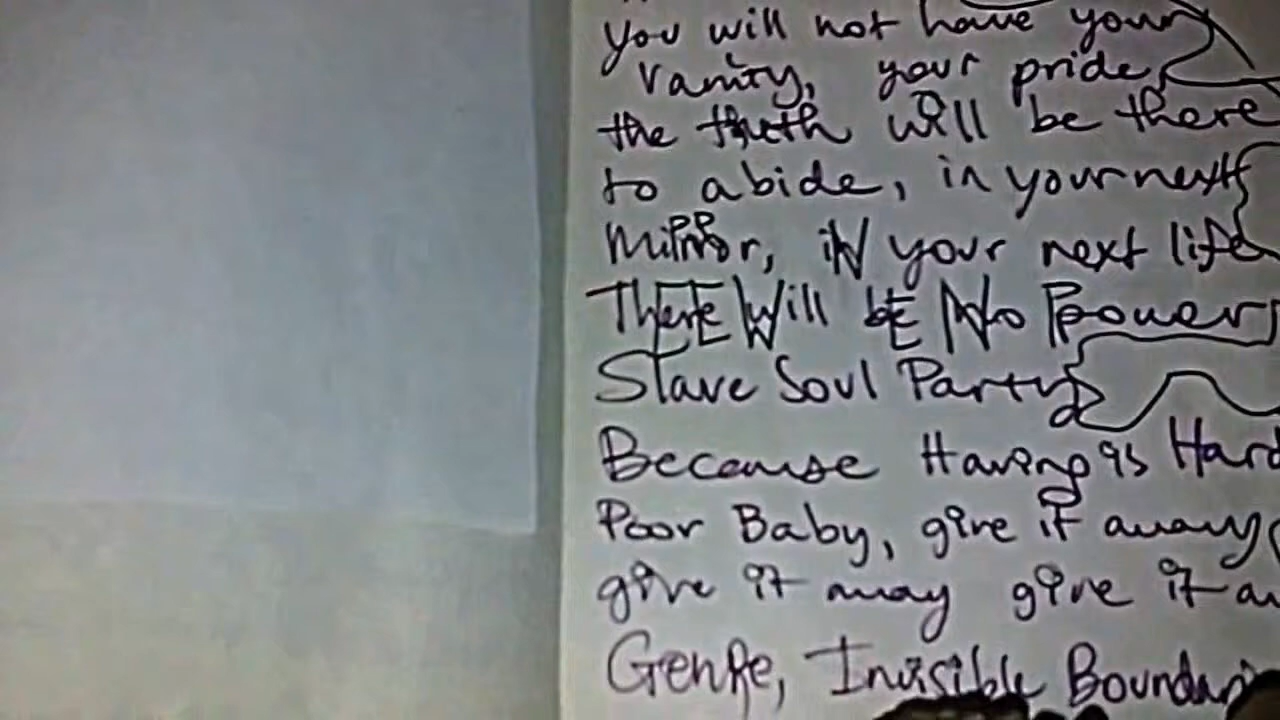 you will not have your
vanity, your pride
the truth will be there
to abide, in your next
mirror, in your next life
THERE Will BE No Power
Slave Soul Party
Because Having is Hard
Poor Baby, give it away
give it away give it
Genre, Invisible